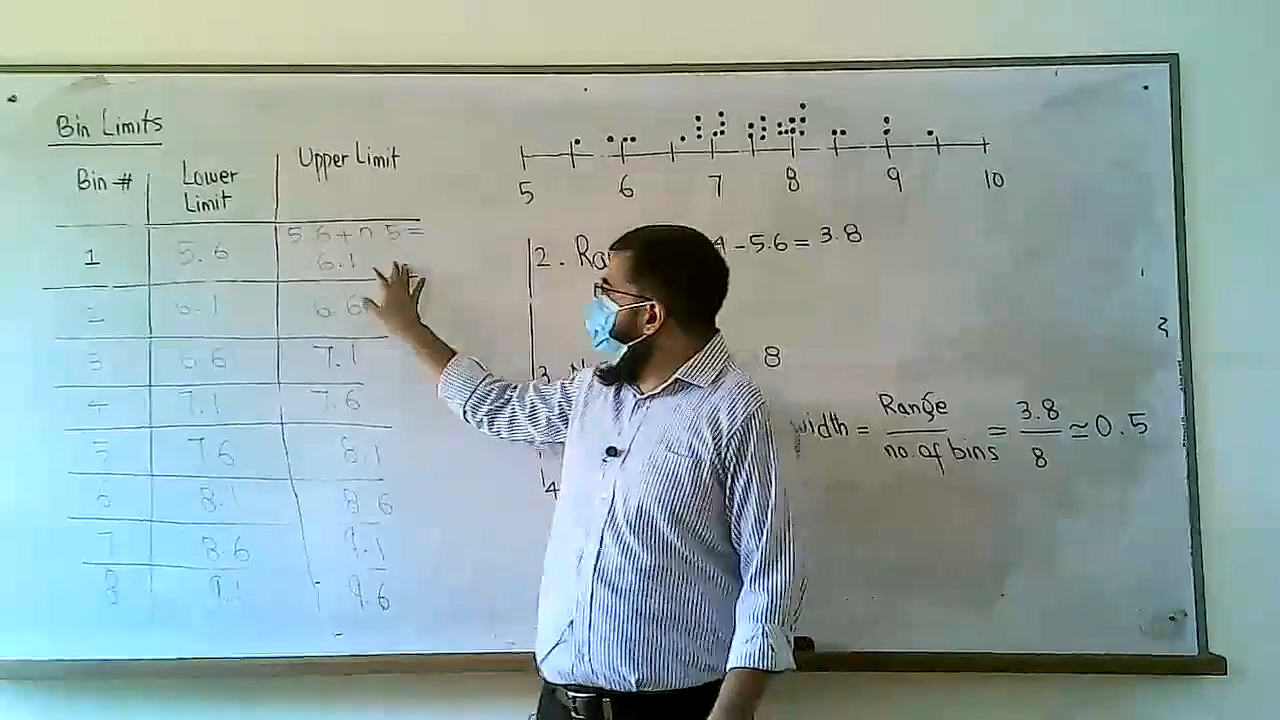 Bin Limits
Bin # Lower Limit Upper Limit
1 5.6 5.6+0.5=
6.1
2 6.1 6.6
3 6.6 7.1
4 7.1 7.6
5 7.6 8.1
6 8.1 8.6
7 8.6 9.1
8 9.1 9.6
5 6 7 8 9 10
2. Ra 4 - 5.6 = 3.8
3. 8
4 width = Range / no. of bins = 3.8 / 8 ≃ 0.5